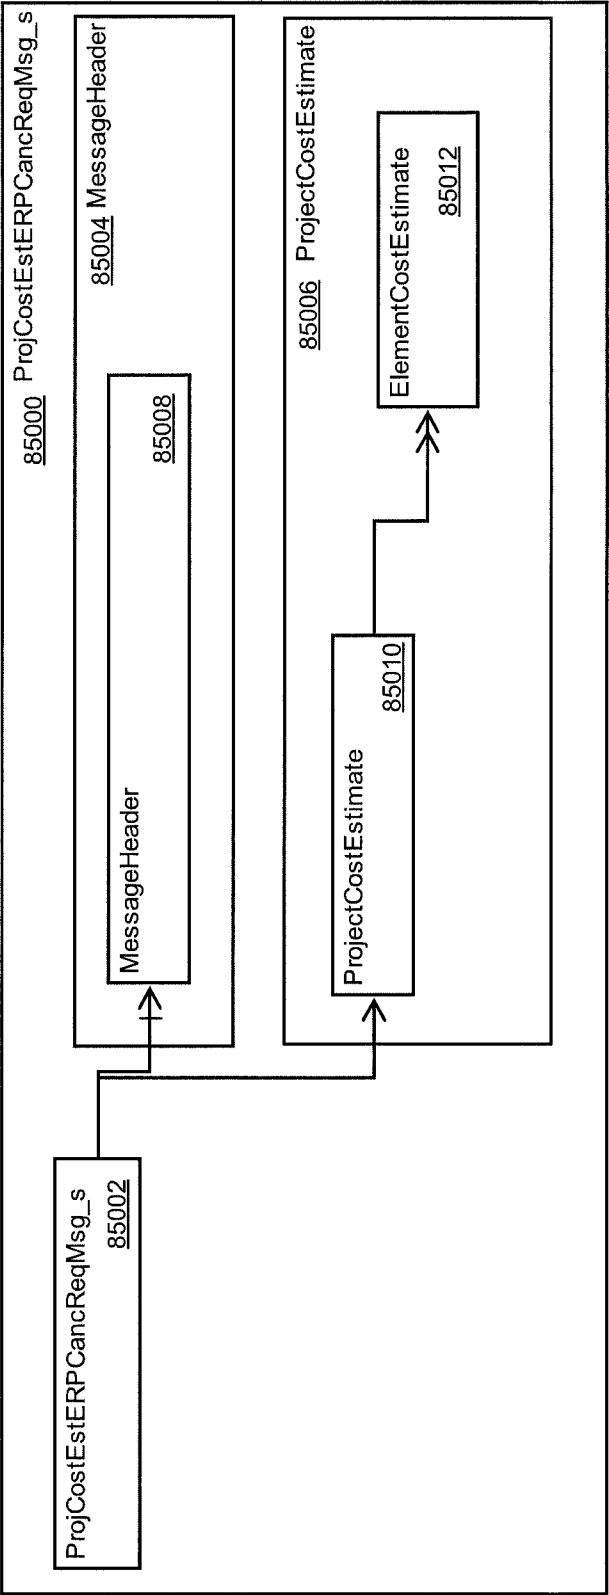 85000 ProjCostEstERPCancReqMsg_s
ProjCostEstERPCancReqMsg_s
85002
85004 MessageHeader
MessageHeader
85008
85006 ProjectCostEstimate
ProjectCostEstimate
85010
ElementCostEstimate
85012